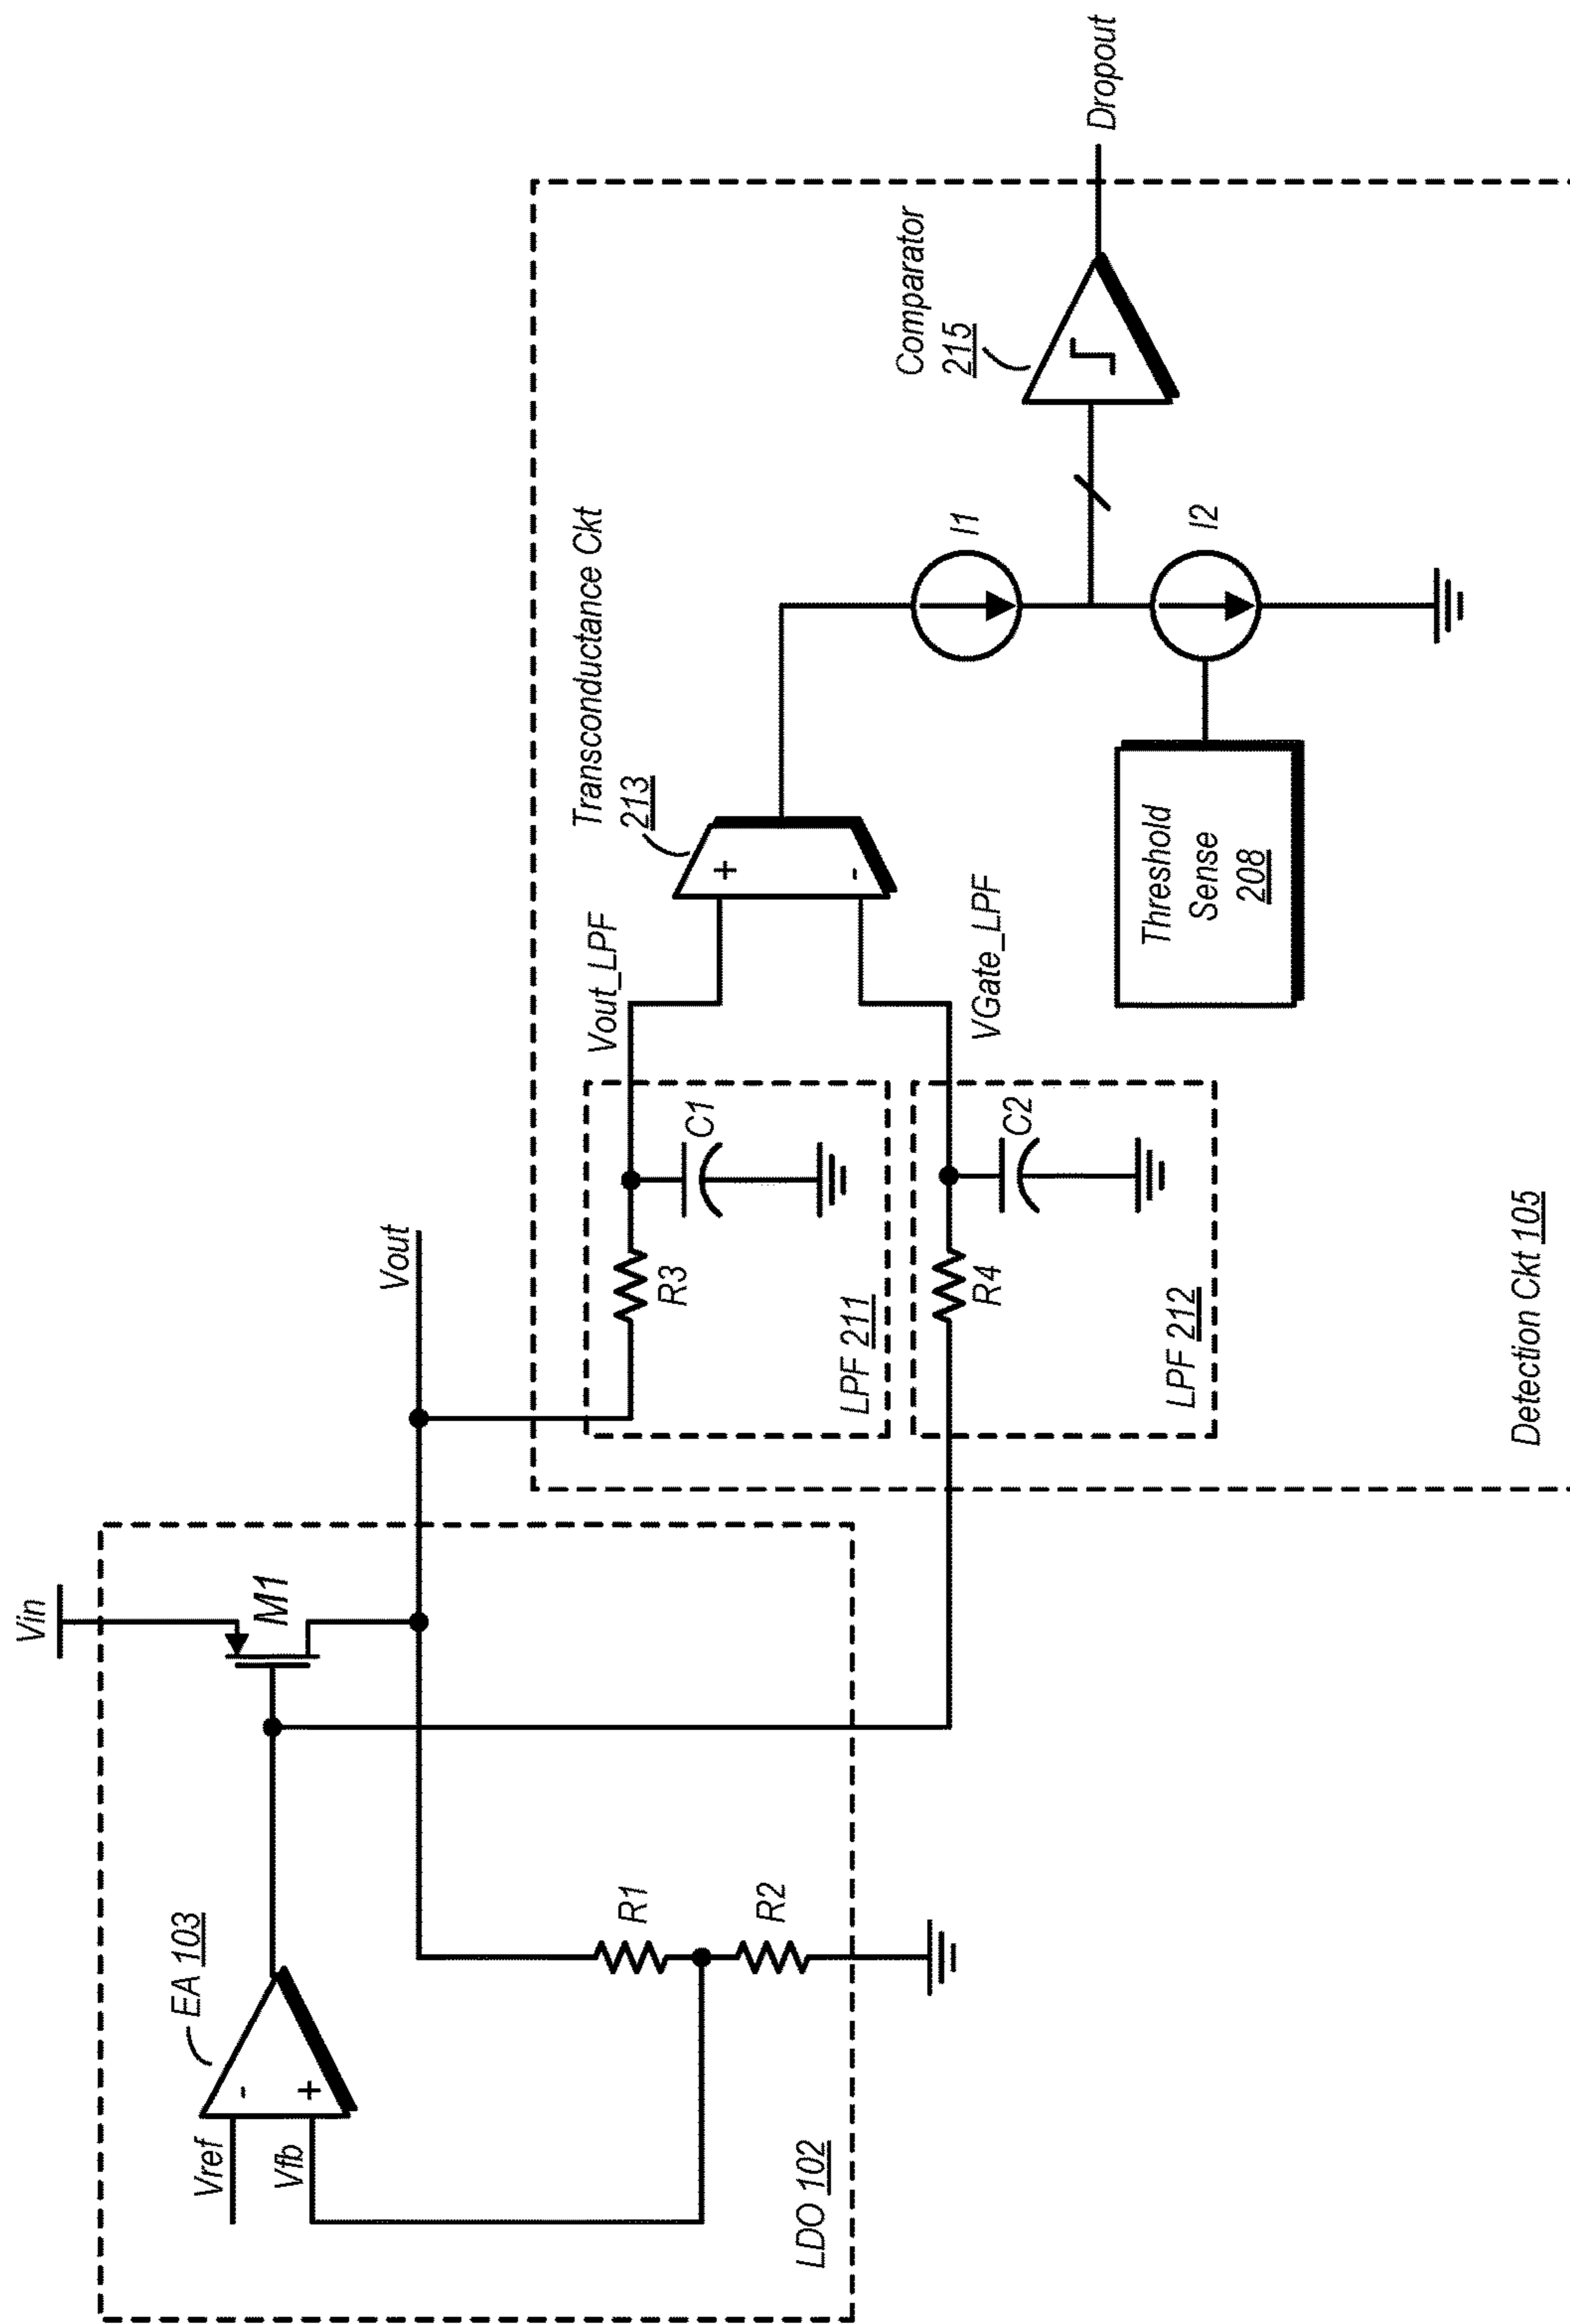 Vin
EA 103
Vref
-
Vfb
+
M1
Vout
R1
R2
LDO 102
Transconductance Ckt
213
Vout_LPF
+
-
VGate_LPF
R3
C1
LPF 211
R4
C2
LPF 212
I1
I2
Threshold
Sense
208
Comparator
215
Dropout
Detection Ckt 105